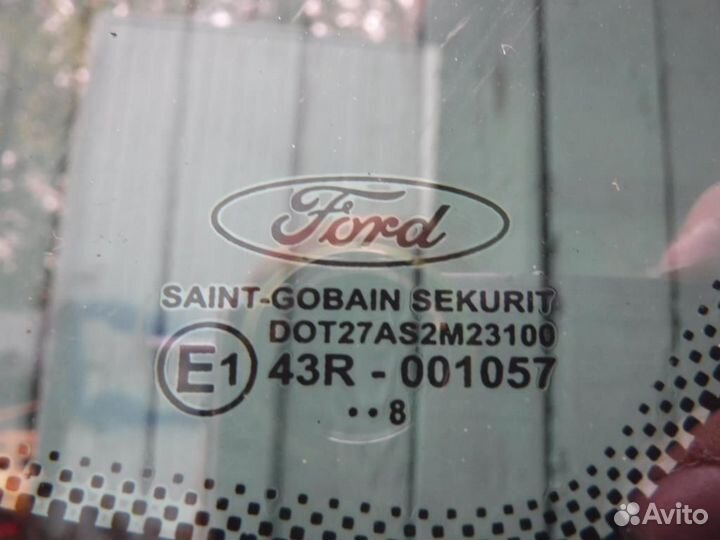 Ford
SAINT-GOBAIN SEKURIT
DOT27AS2M23100
E1 43R - 001057
••8
Avito